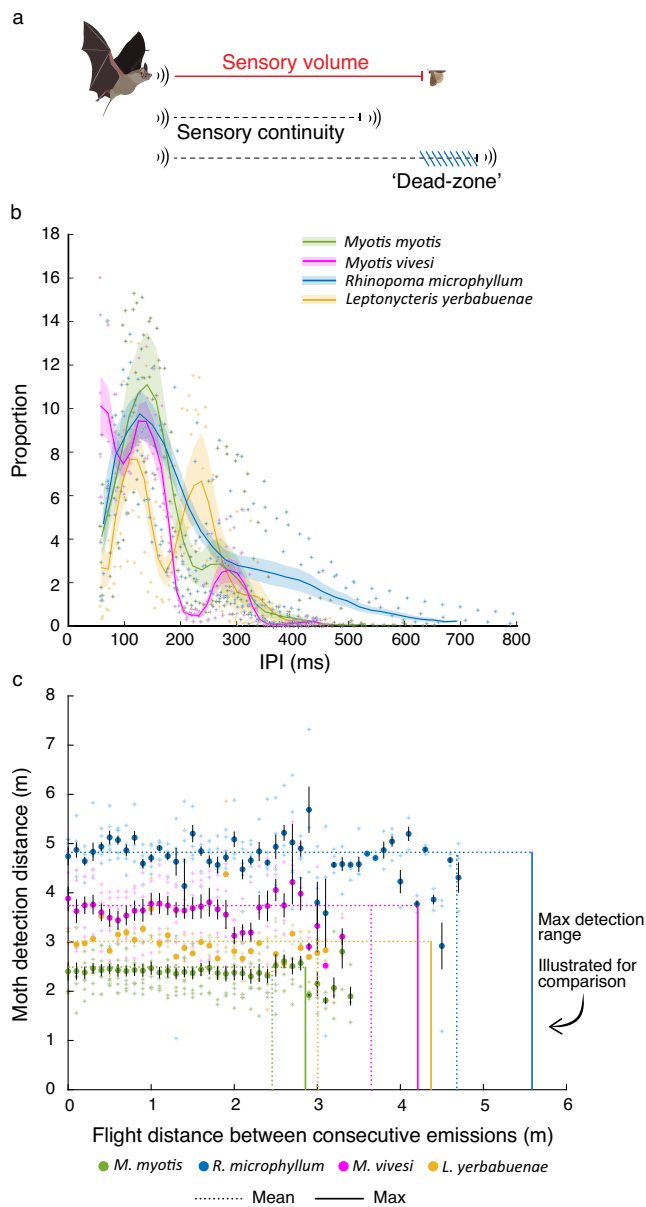 a
Sensory volume
Sensory continuity
'Dead-zone'
b
18
16
14
12
10
8
6
4
2
0
Proportion
Myotis myotis
Myotis vivesi
Rhinopoma microphyllum
Leptonycteris yerbabuenae
0 100 200 300 400 500 600 700 800
IPI (ms)
c
8
7
6
5
4
3
2
1
0
Moth detection distance (m)
Max detection
range
Illustrated for
comparison
0 1 2 3 4 5 6
Flight distance between consecutive emissions (m)
M. myotis R. microphyllum M. vivesi L. yerbabuenae
Mean Max